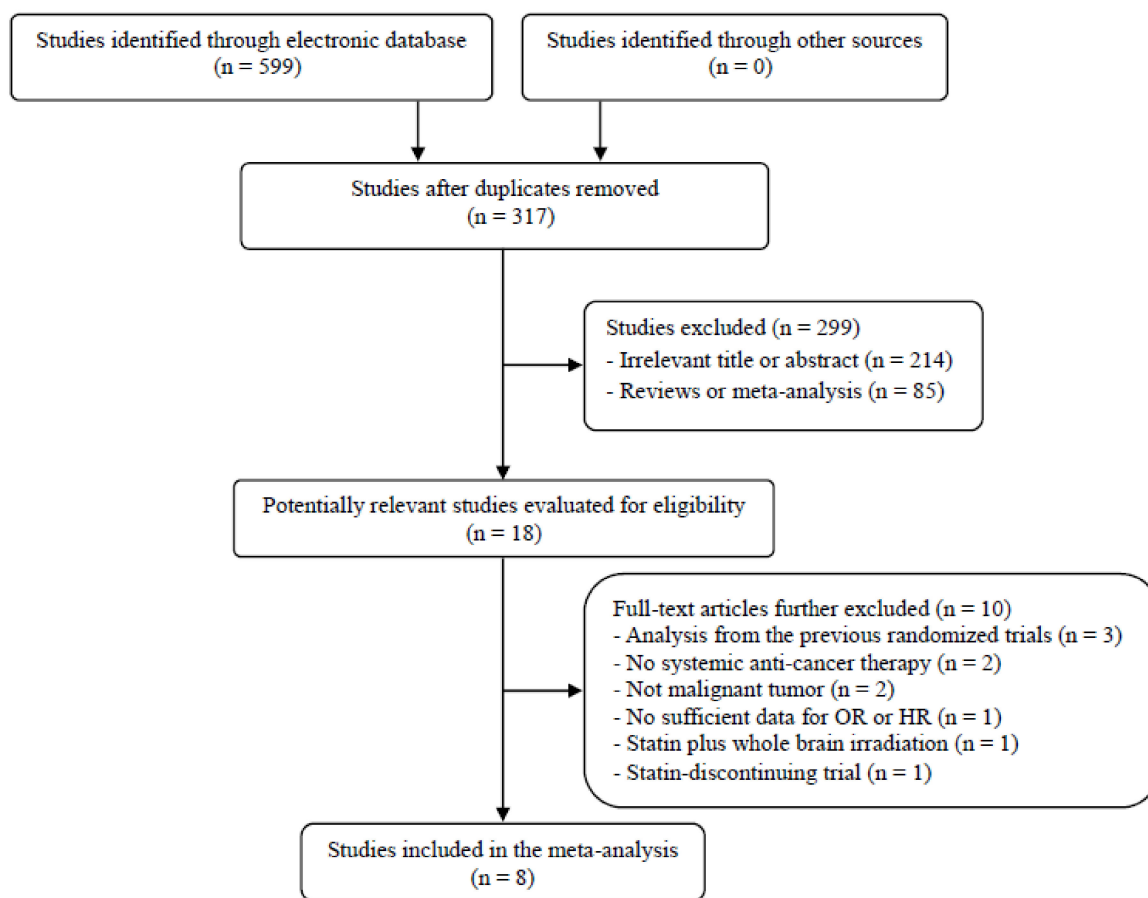 Studies identified through electronic database
(n = 599)
Studies identified through other sources
(n = 0)
Studies after duplicates removed
(n = 317)
Studies excluded (n = 299)
- Irrelevant title or abstract (n = 214)
- Reviews or meta-analysis (n = 85)
Potentially relevant studies evaluated for eligibility
(n = 18)
Full-text articles further excluded (n = 10)
- Analysis from the previous randomized trials (n = 3)
- No systemic anti-cancer therapy (n = 2)
- Not malignant tumor (n = 2)
- No sufficient data for OR or HR (n = 1)
- Statin plus whole brain irradiation (n = 1)
- Statin-discontinuing trial (n = 1)
Studies included in the meta-analysis
(n = 8)